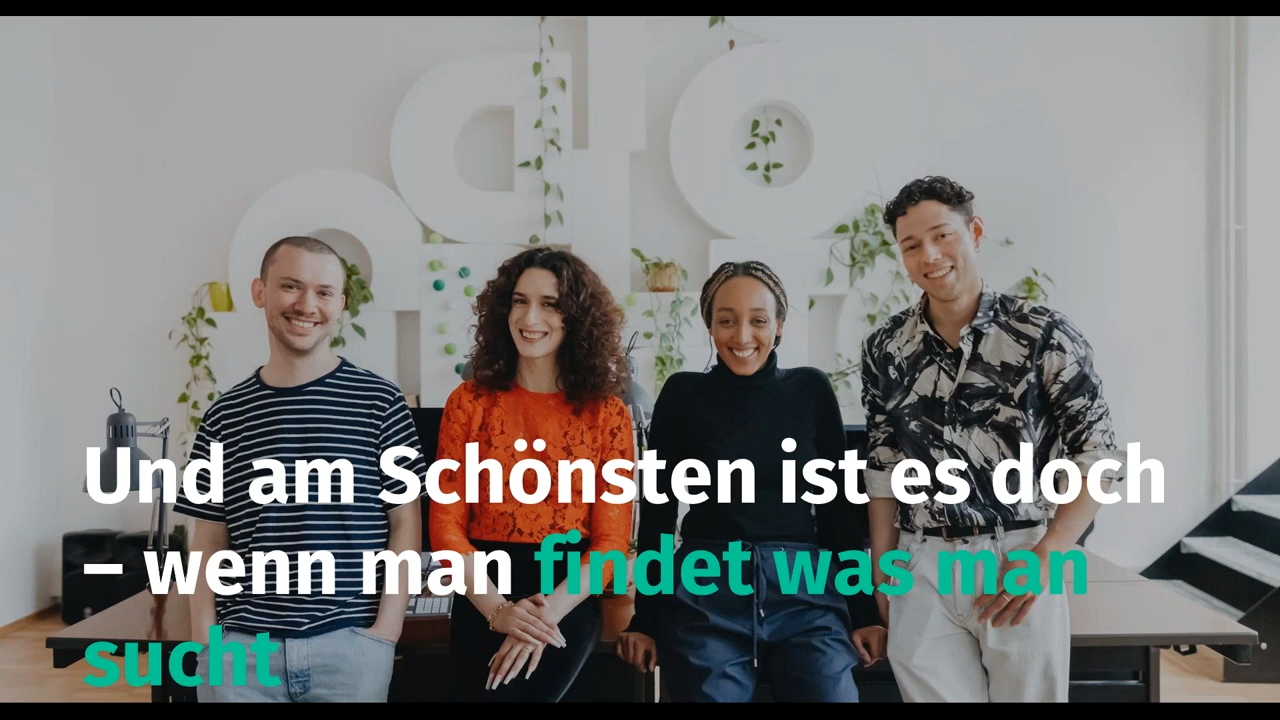 Und am Schönsten ist es doch
– wenn man findet was man
sucht